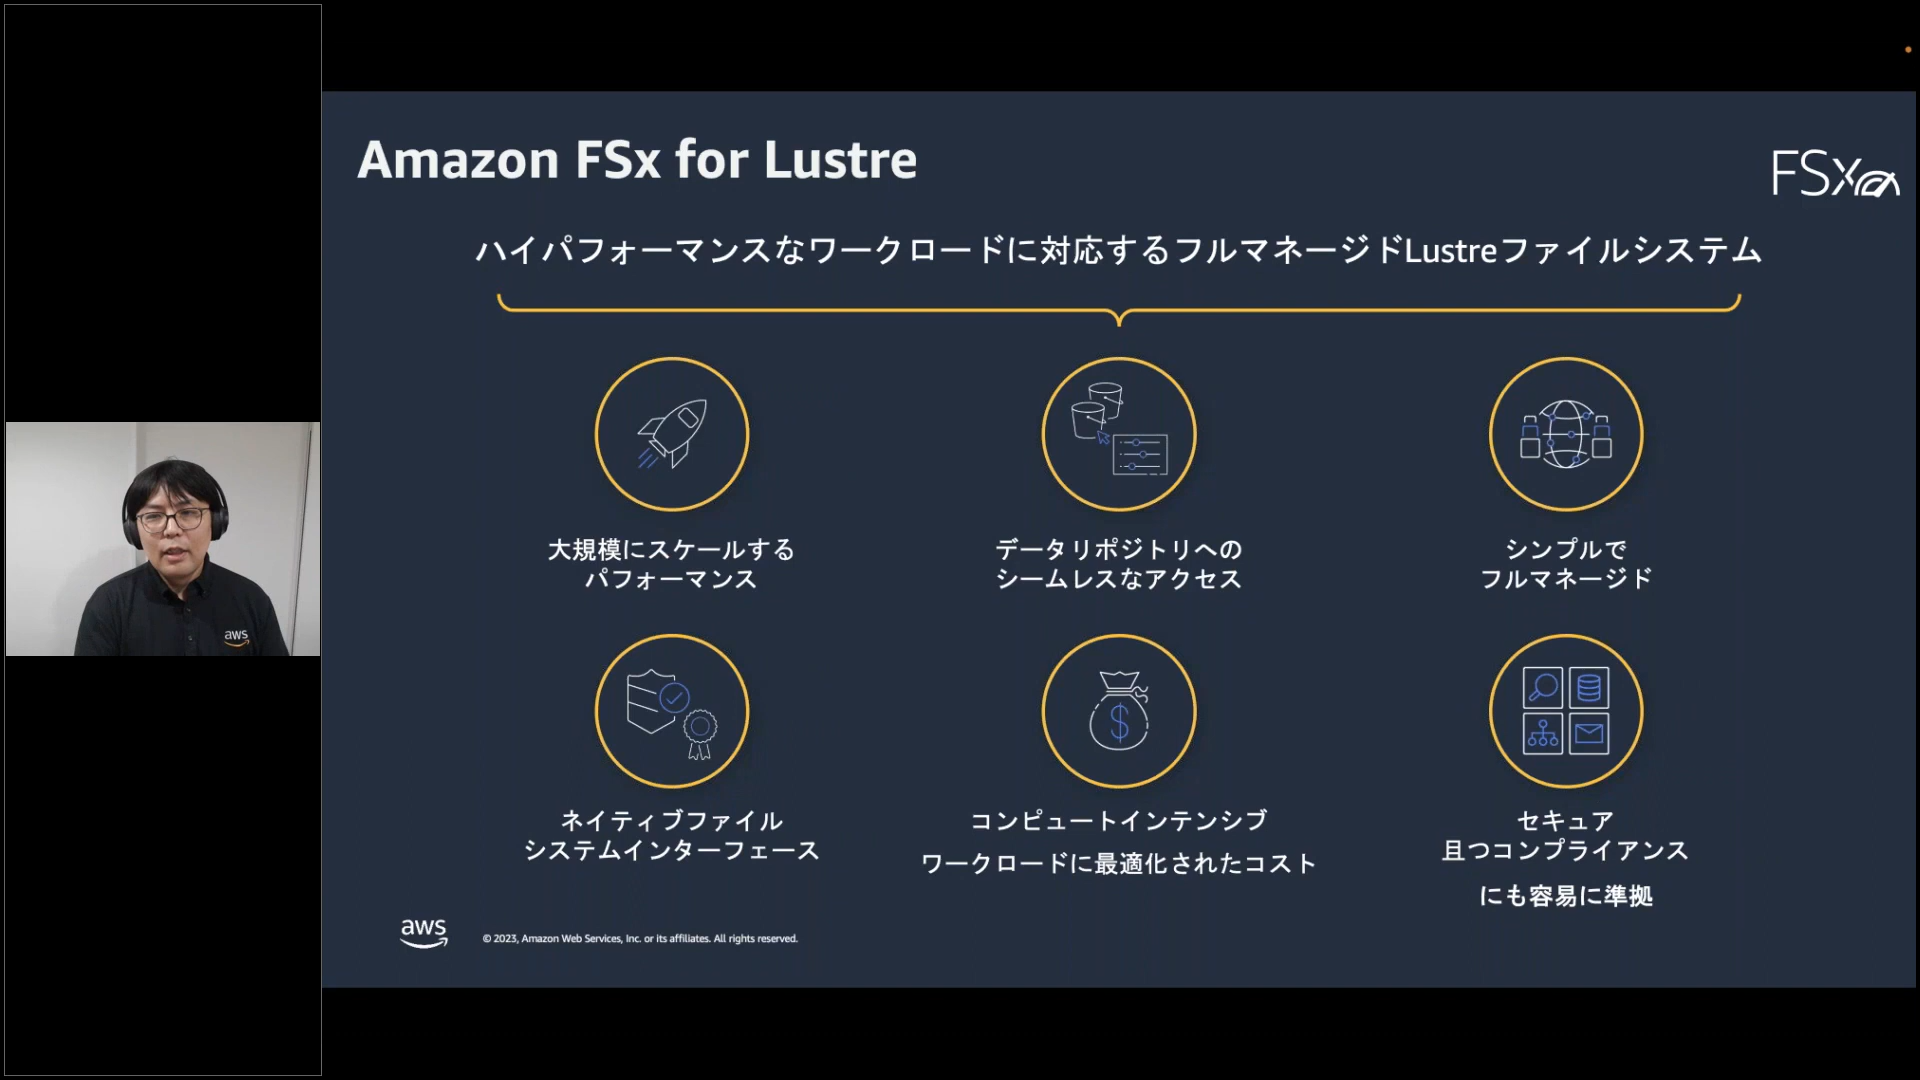 Amazon FSx for Lustre
FSx
ハイパフォーマンスなワークロードに対応するフルマネージドLustreファイルシステム
大規模にスケールする
パフォーマンス
データリポジトリへの
シームレスなアクセス
シンプルで
フルマネージド
ネイティブファイル
システムインターフェース
コンピュートインテンシブ
ワークロードに最適化されたコスト
セキュア
且つコンプライアンス
にも容易に準拠
aws
aws
© 2023, Amazon Web Services, Inc. or its affiliates. All rights reserved.